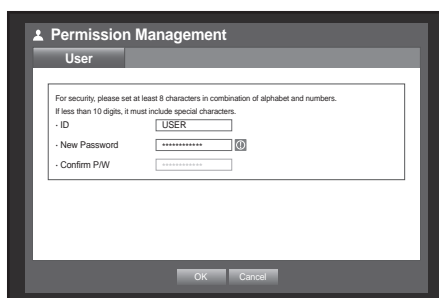 Permission Management
User
For security, please set at least 8 characters in combination of alphabet and numbers.
If less than 10 digits, it must include special characters.
· ID USER
· New Password ************
· Confirm P/W ************
OK Cancel